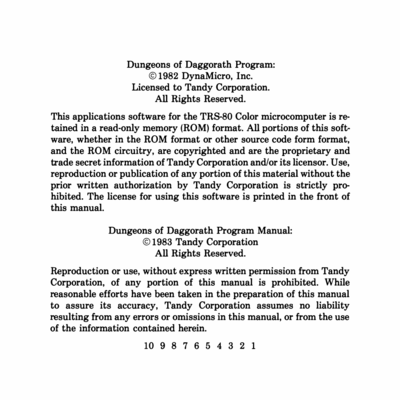 Dungeons of Daggorath Program:
©1982 DynaMicro, Inc.
Licensed to Tandy Corporation.
All Rights Reserved.
This applications software for the TRS-80 Color microcomputer is re-
tained in a read-only memory (ROM) format. All portions of this soft-
ware, whether in the ROM format or other source code form format,
and the ROM circuitry, are copyrighted and are the proprietary and
trade secret information of Tandy Corporation and/or its licensor. Use,
reproduction or publication of any portion of this material without the
prior written authorization by Tandy Corporation is strictly pro-
hibited. The license for using this software is printed in the front of
this manual.
Dungeons of Daggorath Program Manual:
©1983 Tandy Corporation
All Rights Reserved.
Reproduction or use, without express written permission from Tandy
Corporation, of any portion of this manual is prohibited. While
reasonable efforts have been taken in the preparation of this manual
to assure its accuracy, Tandy Corporation assumes no liability
resulting from any errors or omissions in this manual, or from the use
of the information contained herein.
10 9 8 7 6 5 4 3 2 1